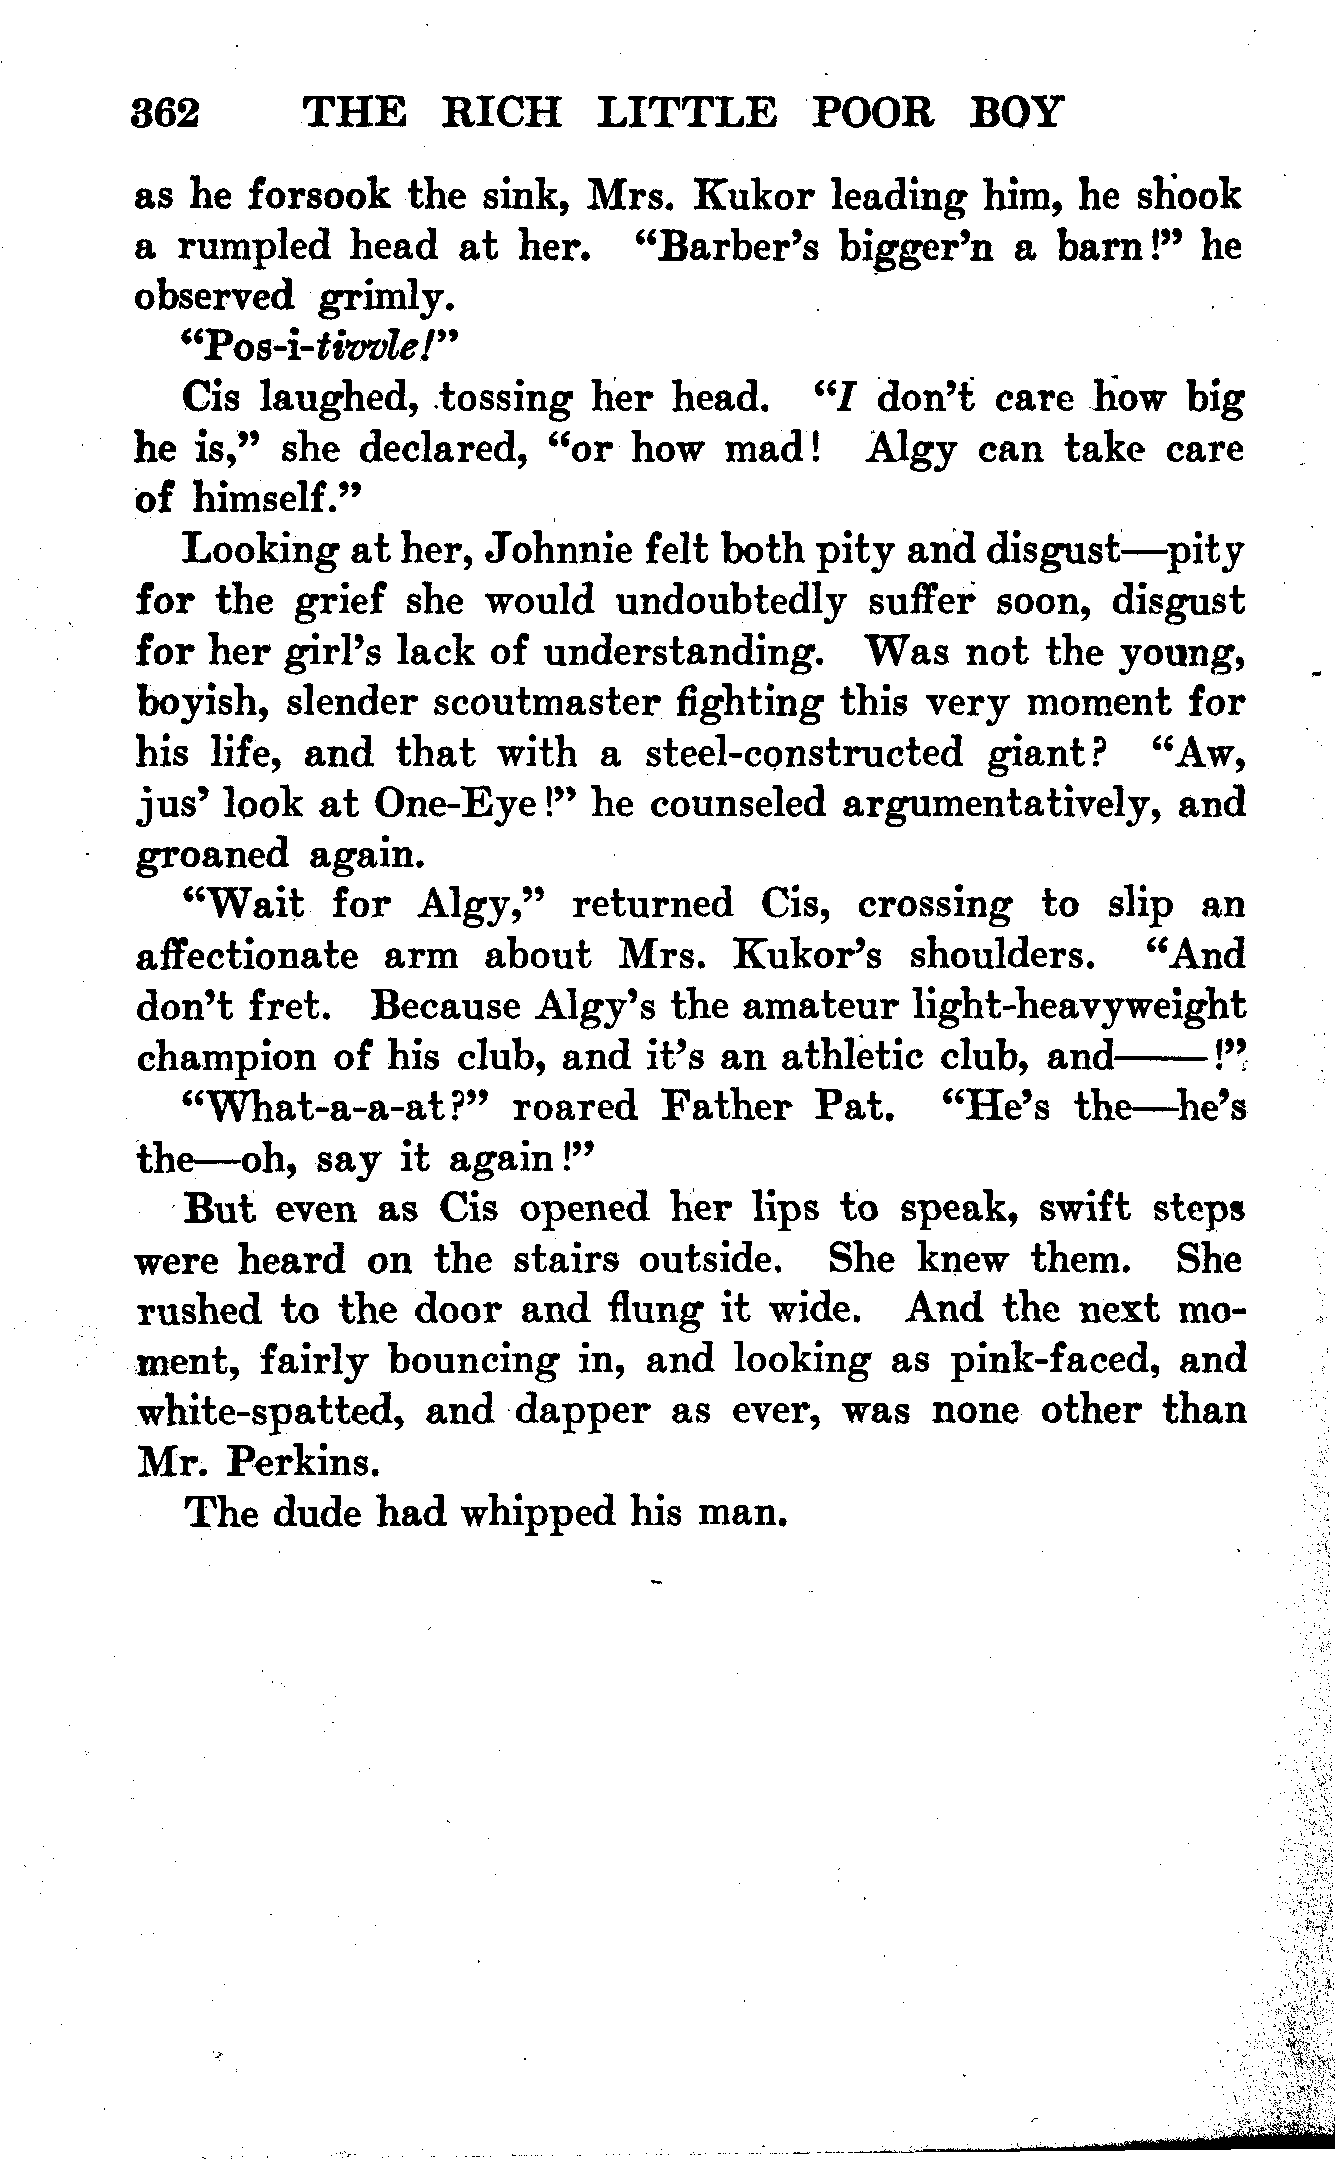 362 THE RICH LITTLE POOR BOY
as he forsook the sink, Mrs. Kukor leading him, he shook
a rumpled head at her. “Barber’s bigger’n a barn!” he
observed grimly.
“Pos-i-tivvle!”
Cis laughed, tossing her head. “I don’t care how big
he is,” she declared, “or how mad! Algy can take care
of himself.”
Looking at her, Johnnie felt both pity and disgust—pity
for the grief she would undoubtedly suffer soon, disgust
for her girl’s lack of understanding. Was not the young,
boyish, slender scoutmaster fighting this very moment for
his life, and that with a steel-constructed giant? “Aw,
jus’ look at One-Eye!” he counseled argumentatively, and
groaned again.
“Wait for Algy,” returned Cis, crossing to slip an
affectionate arm about Mrs. Kukor’s shoulders. “And
don’t fret. Because Algy’s the amateur light-heavyweight
champion of his club, and it’s an athletic club, and——!”
“What-a-a-at?” roared Father Pat. “He’s the—he’s
the—oh, say it again!”
But even as Cis opened her lips to speak, swift steps
were heard on the stairs outside. She knew them. She
rushed to the door and flung it wide. And the next mo-
ment, fairly bouncing in, and looking as pink-faced, and
white-spatted, and dapper as ever, was none other than
Mr. Perkins.
The dude had whipped his man.